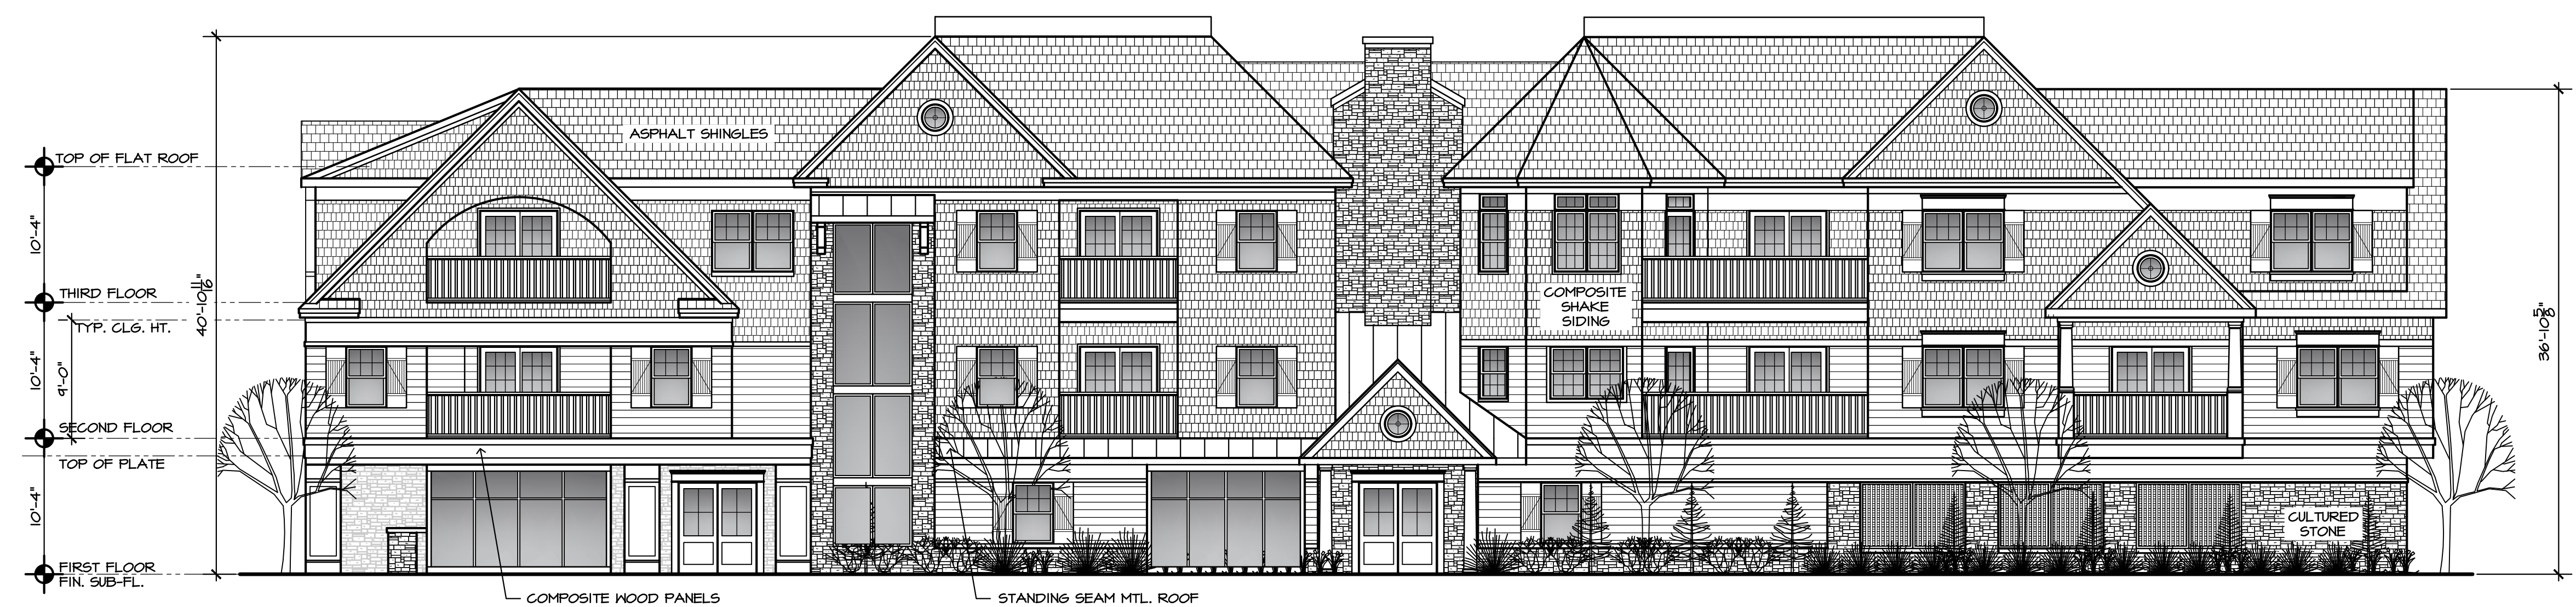 ASPHALT SHINGLES
TOP OF FLAT ROOF
10'-4"
40'-10 11/16"
36'-10 5/8"
THIRD FLOOR
TYP. CLG. HT.
COMPOSITE
SHAKE
SIDING
10'-4"
9'-0"
SECOND FLOOR
TOP OF PLATE
10'-4"
CULTURED
STONE
FIRST FLOOR
FIN. SUB-FL.
COMPOSITE WOOD PANELS
STANDING SEAM MTL. ROOF